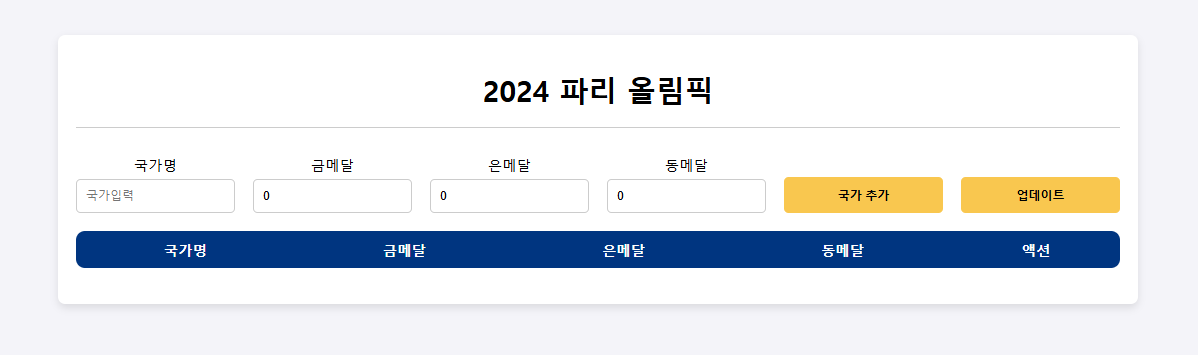 2024 파리 올림픽
국가명 금메달 은메달 동메달
국가입력 0 0 0 국가 추가 업데이트
국가명 금메달 은메달 동메달 액션